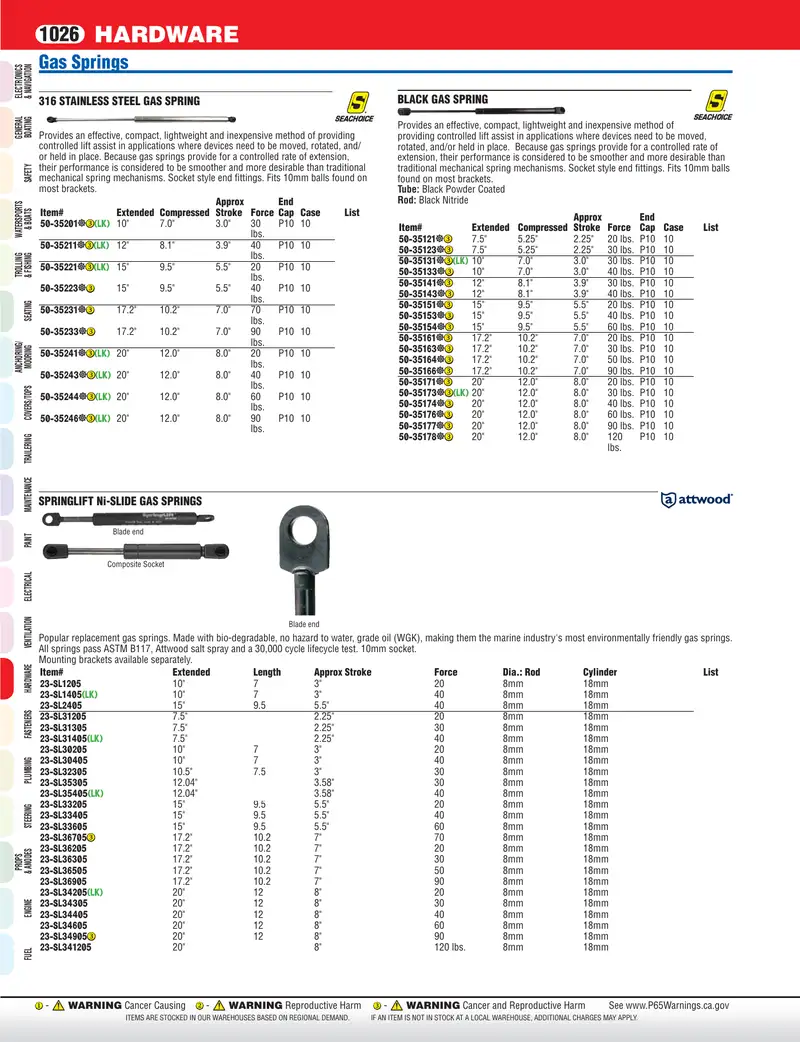 1026 HARDWARE
Gas Springs
ELECTRONICS & NAVIGATION
GENERAL BOATING
SAFETY
WATERSPORTS & BOATS
TROLLING & FISHING
SEATING
ANCHORING/ MOORING
COVERS/TOPS
TRAILERING
MAINTENANCE
PAINT
ELECTRICAL
VENTILATION
HARDWARE
FASTENERS
PLUMBING
STEERING
PROPS & ANODES
ENGINE
FUEL
316 STAINLESS STEEL GAS SPRING
SEACHOICE
Provides an effective, compact, lightweight and inexpensive method of providing
controlled lift assist in applications where devices need to be moved, rotated, and/
or held in place. Because gas springs provide for a controlled rate of extension,
their performance is considered to be smoother and more desirable than traditional
mechanical spring mechanisms. Socket style end fittings. Fits 10mm balls found on
most brackets.
Approx End
Item# Extended Compressed Stroke Force Cap Case List
50-35201 3 (LK) 10" 7.0" 3.0" 30 lbs. P10 10
50-35211 3 (LK) 12" 8.1" 3.9" 40 lbs. P10 10
50-35221 3 (LK) 15" 9.5" 5.5" 20 lbs. P10 10
50-35223 3 15" 9.5" 5.5" 40 lbs. P10 10
50-35231 3 17.2" 10.2" 7.0" 70 lbs. P10 10
50-35233 3 17.2" 10.2" 7.0" 90 lbs. P10 10
50-35241 3 (LK) 20" 12.0" 8.0" 20 lbs. P10 10
50-35243 3 (LK) 20" 12.0" 8.0" 40 lbs. P10 10
50-35244 3 (LK) 20" 12.0" 8.0" 60 lbs. P10 10
50-35246 3 (LK) 20" 12.0" 8.0" 90 lbs. P10 10
BLACK GAS SPRING
SEACHOICE
Provides an effective, compact, lightweight and inexpensive method of
providing controlled lift assist in applications where devices need to be moved,
rotated, and/or held in place. Because gas springs provide for a controlled rate of
extension, their performance is considered to be smoother and more desirable than
traditional mechanical spring mechanisms. Socket style end fittings. Fits 10mm balls
found on most brackets.
Tube: Black Powder Coated
Rod: Black Nitride
Approx End
Item# Extended Compressed Stroke Force Cap Case List
50-35121 3 7.5" 5.25" 2.25" 20 lbs. P10 10
50-35123 3 7.5" 5.25" 2.25" 30 lbs. P10 10
50-35131 3 (LK) 10" 7.0" 3.0" 30 lbs. P10 10
50-35133 3 10" 7.0" 3.0" 40 lbs. P10 10
50-35141 3 12" 8.1" 3.9" 30 lbs. P10 10
50-35143 3 12" 8.1" 3.9" 40 lbs. P10 10
50-35151 3 15" 9.5" 5.5" 20 lbs. P10 10
50-35153 3 15" 9.5" 5.5" 40 lbs. P10 10
50-35154 3 15" 9.5" 5.5" 60 lbs. P10 10
50-35161 3 17.2" 10.2" 7.0" 20 lbs. P10 10
50-35163 3 17.2" 10.2" 7.0" 30 lbs. P10 10
50-35164 3 17.2" 10.2" 7.0" 50 lbs. P10 10
50-35166 3 17.2" 10.2" 7.0" 90 lbs. P10 10
50-35171 3 20" 12.0" 8.0" 20 lbs. P10 10
50-35173 3 (LK) 20" 12.0" 8.0" 30 lbs. P10 10
50-35174 3 20" 12.0" 8.0" 40 lbs. P10 10
50-35176 3 20" 12.0" 8.0" 60 lbs. P10 10
50-35177 3 20" 12.0" 8.0" 90 lbs. P10 10
50-35178 3 20" 12.0" 8.0" 120 lbs. P10 10
SPRINGLIFT Ni-SLIDE GAS SPRINGS
attwood
Blade end
Composite Socket
Blade end
Popular replacement gas springs. Made with bio-degradable, no hazard to water, grade oil (WGK), making them the marine industry's most environmentally friendly gas springs.
All springs pass ASTM B117, Attwood salt spray and a 30,000 cycle lifecycle test. 10mm socket.
Mounting brackets available separately.
Item# Extended Length Approx Stroke Force Dia.: Rod Cylinder List
23-SL1205 10" 7 3" 20 8mm 18mm
23-SL1405(LK) 10" 7 3" 40 8mm 18mm
23-SL2405 15" 9.5 5.5" 40 8mm 18mm
23-SL31205 7.5" 2.25" 20 8mm 18mm
23-SL31305 7.5" 2.25" 30 8mm 18mm
23-SL31405(LK) 7.5" 2.25" 40 8mm 18mm
23-SL30205 10" 7 3" 20 8mm 18mm
23-SL30405 10" 7 3" 40 8mm 18mm
23-SL32305 10.5" 7.5 3" 30 8mm 18mm
23-SL35305 12.04" 3.58" 30 8mm 18mm
23-SL35405(LK) 12.04" 3.58" 40 8mm 18mm
23-SL33205 15" 9.5 5.5" 20 8mm 18mm
23-SL33405 15" 9.5 5.5" 40 8mm 18mm
23-SL33605 15" 9.5 5.5" 60 8mm 18mm
23-SL36705 3 17.2" 10.2 7" 70 8mm 18mm
23-SL36205 17.2" 10.2 7" 20 8mm 18mm
23-SL36305 17.2" 10.2 7" 30 8mm 18mm
23-SL36505 17.2" 10.2 7" 50 8mm 18mm
23-SL36905 17.2" 10.2 7" 90 8mm 18mm
23-SL34205(LK) 20" 12 8" 20 8mm 18mm
23-SL34305 20" 12 8" 30 8mm 18mm
23-SL34405 20" 12 8" 40 8mm 18mm
23-SL34605 20" 12 8" 60 8mm 18mm
23-SL34905 3 20" 12 8" 90 8mm 18mm
23-SL341205 20" 8" 120 lbs. 8mm 18mm
1 - WARNING Cancer Causing 2 - WARNING Reproductive Harm 3 - WARNING Cancer and Reproductive Harm See www.P65Warnings.ca.gov
ITEMS ARE STOCKED IN OUR WAREHOUSES BASED ON REGIONAL DEMAND. IF AN ITEM IS NOT IN STOCK AT A LOCAL WAREHOUSE, ADDITIONAL CHARGES MAY APPLY.